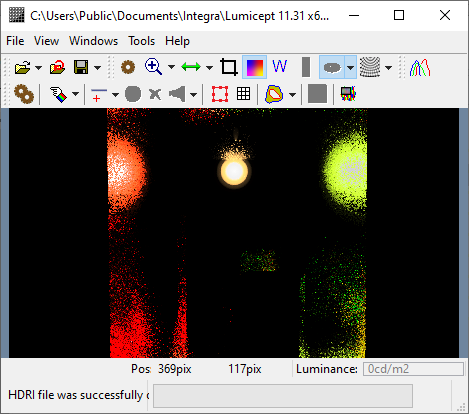 C:\Users\Public\Documents\Integra\Lumicept 11.31 x6...
File View Windows Tools Help
W
Pos: 369pix 117pix Luminance: 0cd/m2
HDRI file was successfully